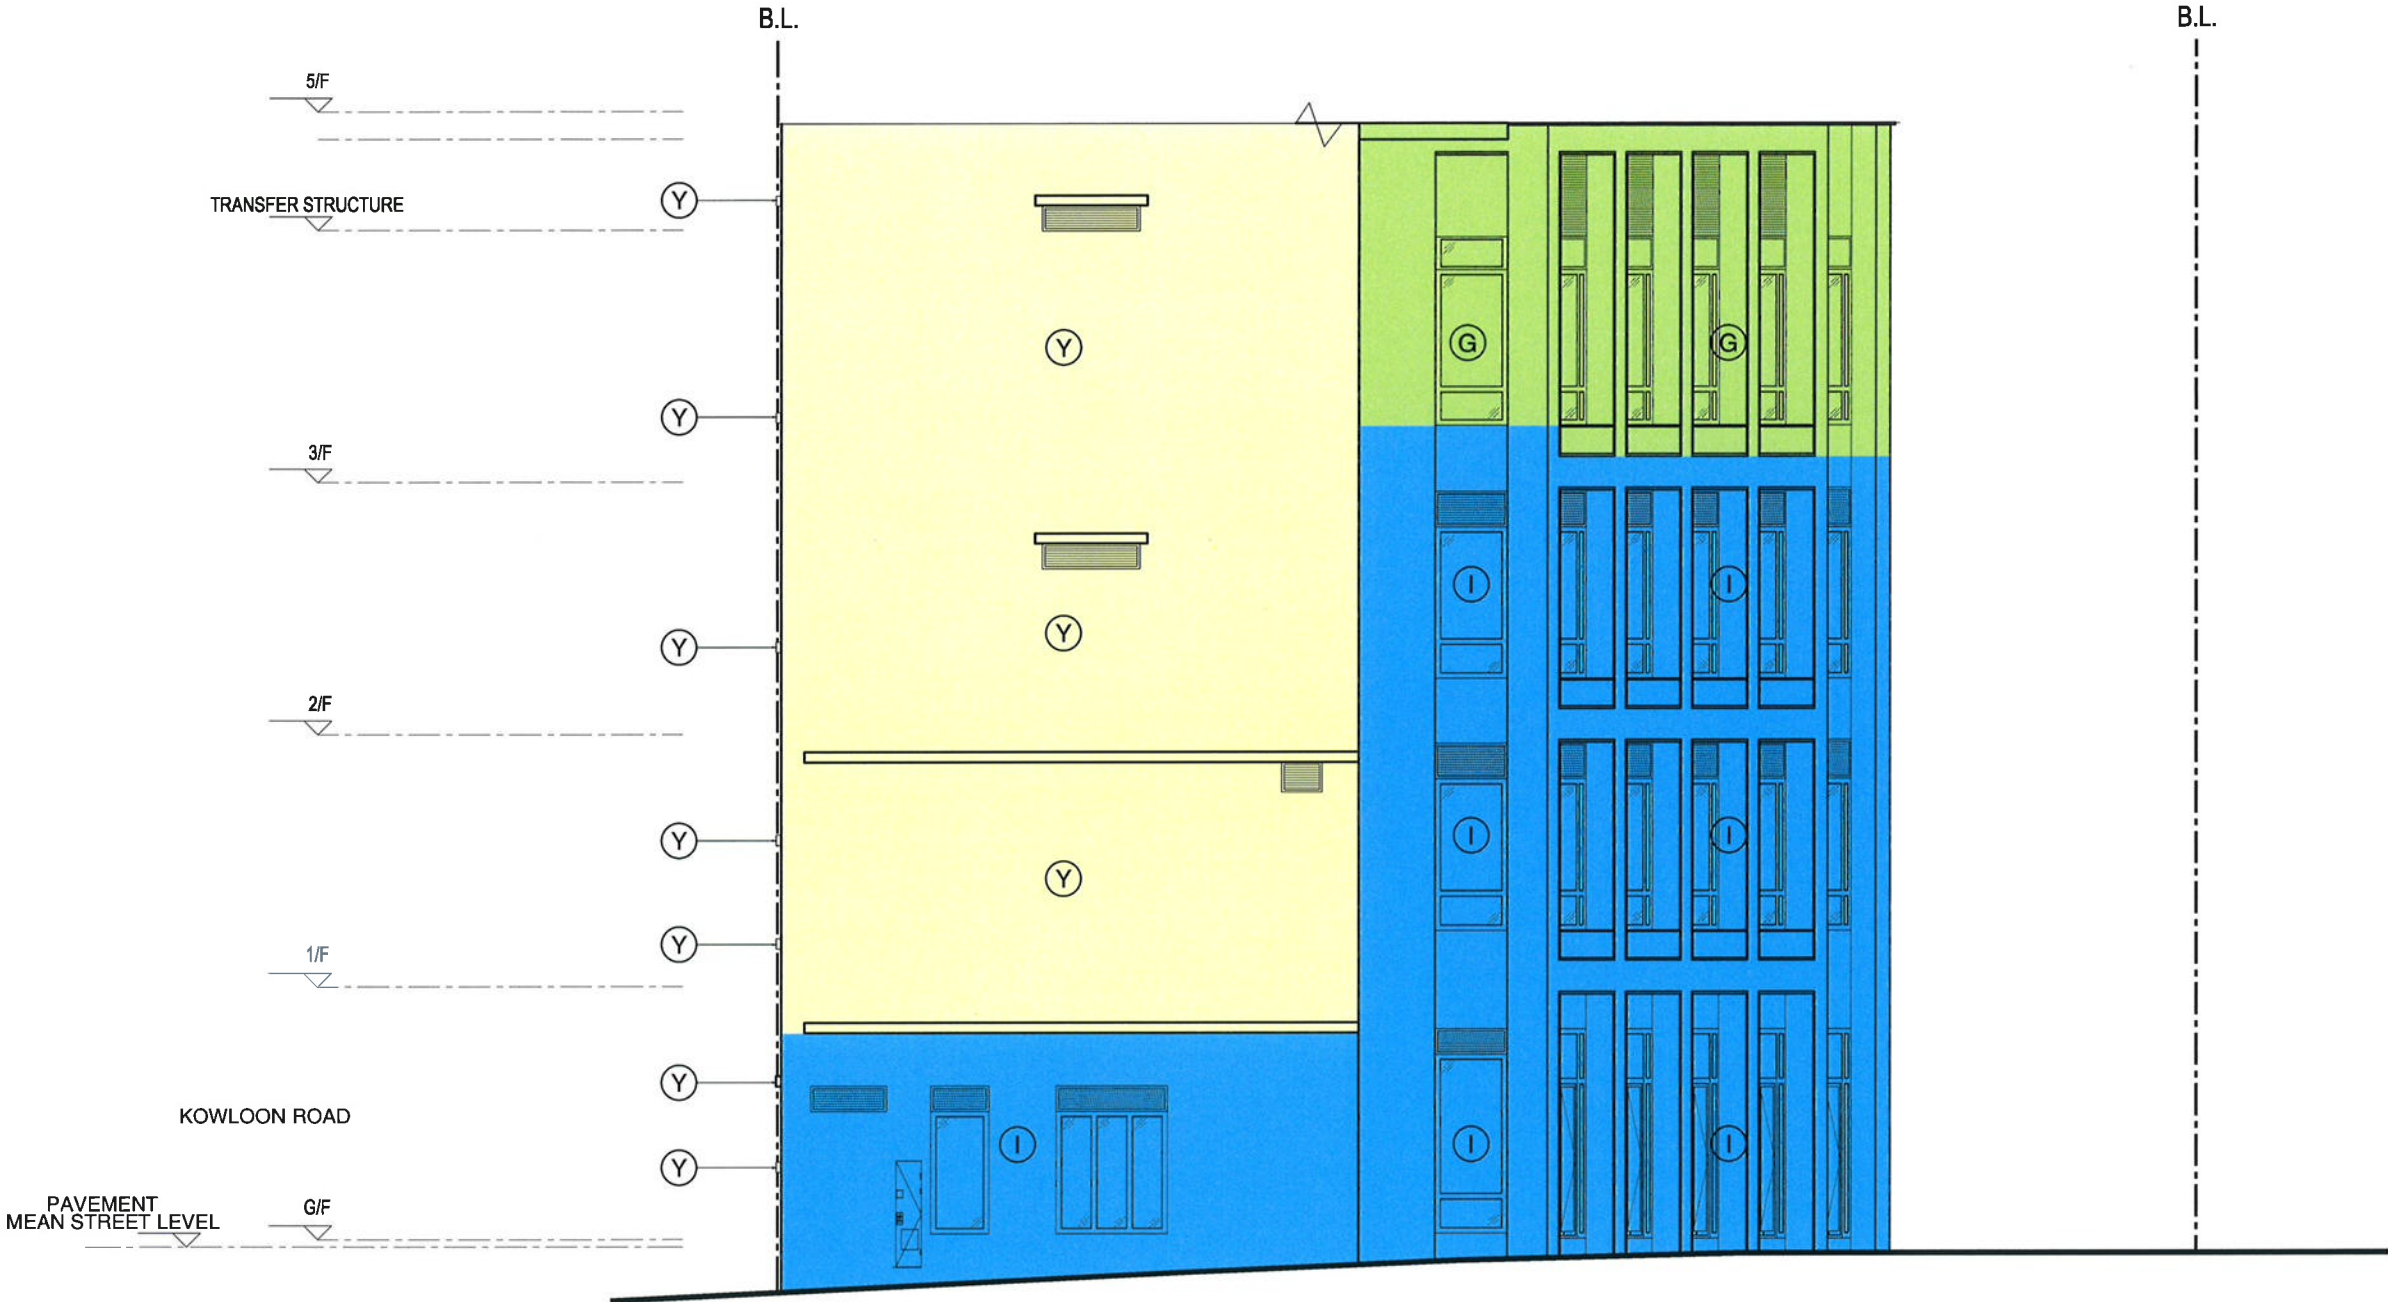 B.L.
B.L.
5/F
TRANSFER STRUCTURE
Y
Y
G
G
Y
3/F
I
I
Y
Y
2/F
I
I
Y
Y
Y
1/F
Y
KOWLOON ROAD
I
I
I
Y
PAVEMENT
MEAN STREET LEVEL
G/F